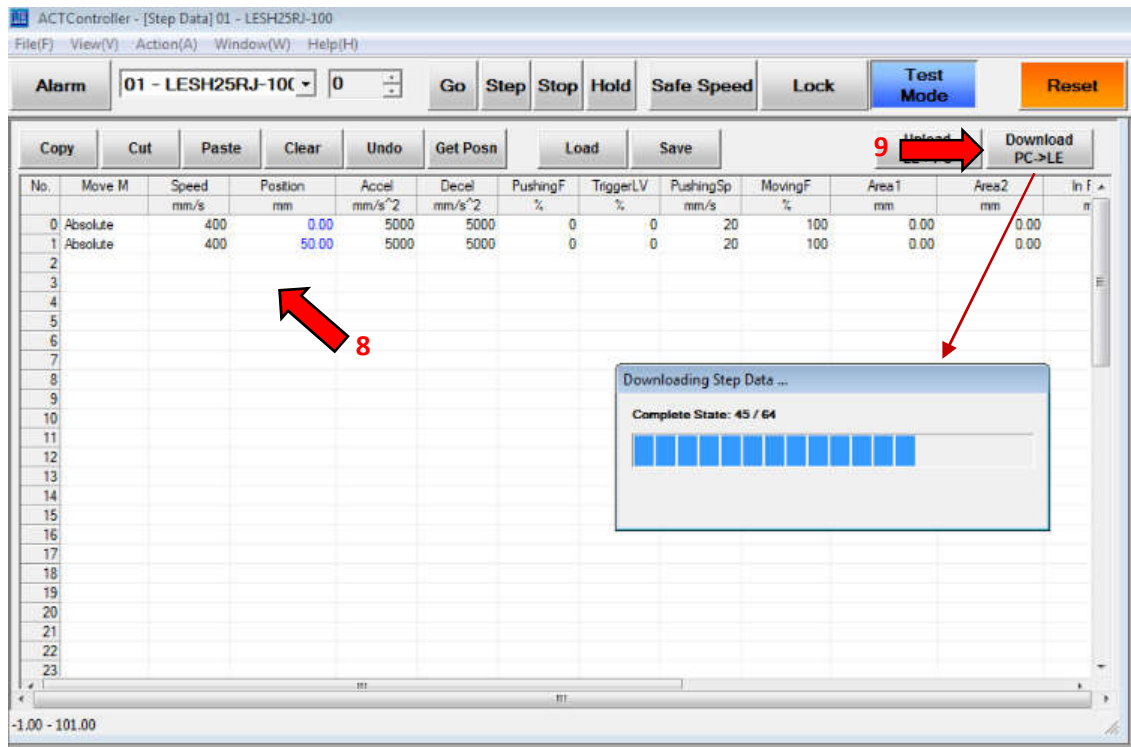 ACTController - [Step Data] 01 - LESH25RJ-100
File(F) View(V) Action(A) Window(W) Help(H)
Alarm 01 - LESH25RJ-10( 0 Go Step Stop Hold Safe Speed Lock Test Mode Reset
Copy Cut Paste Clear Undo Get Posn Load Save 9 Download PC->LE
No. Move M Speed Position Accel Decel PushingF TriggerLV PushingSp MovingF Area1 Area2 In
mm/s mm mm/s^2 mm/s^2 % % mm/s % mm mm
0 Absolute 400 0.00 5000 5000 0 0 20 100 0.00 0.00
1 Absolute 400 50.00 5000 5000 0 0 20 100 0.00 0.00
2
3
4
5
6
7
8
8
9
10
11
12
13
14
15
16
17
18
19
20
21
22
23
Downloading Step Data ...
Complete State: 45 / 64
-1.00 - 101.00